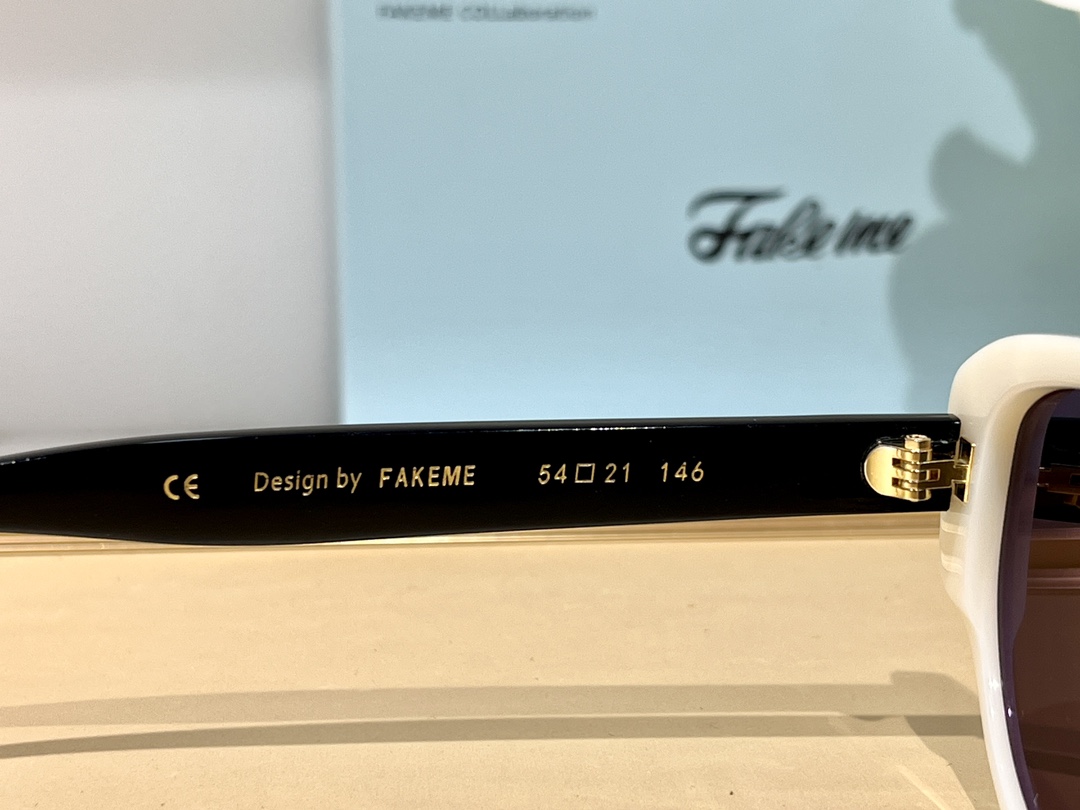 FAKEME COLLaboration
Fake me
CE Design by FAKEME 54□21 146